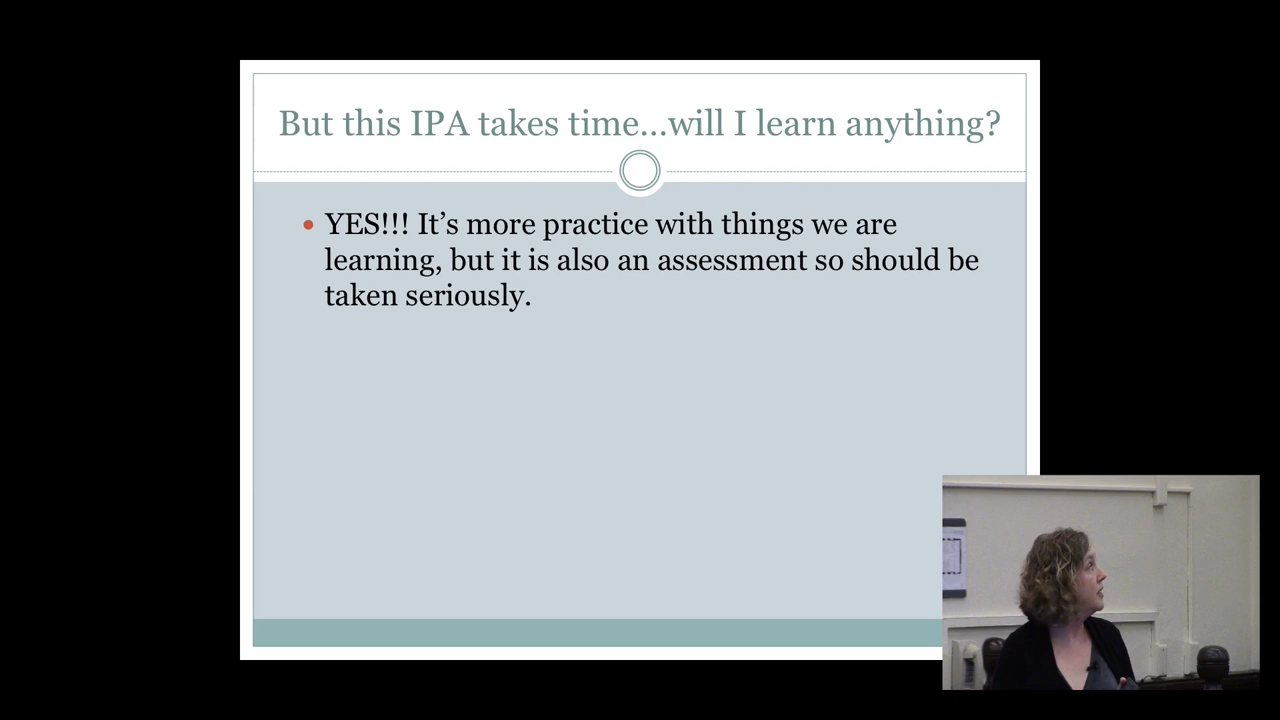 But this IPA takes time...will I learn anything?
• YES!!! It’s more practice with things we are
learning, but it is also an assessment so should be
taken seriously.